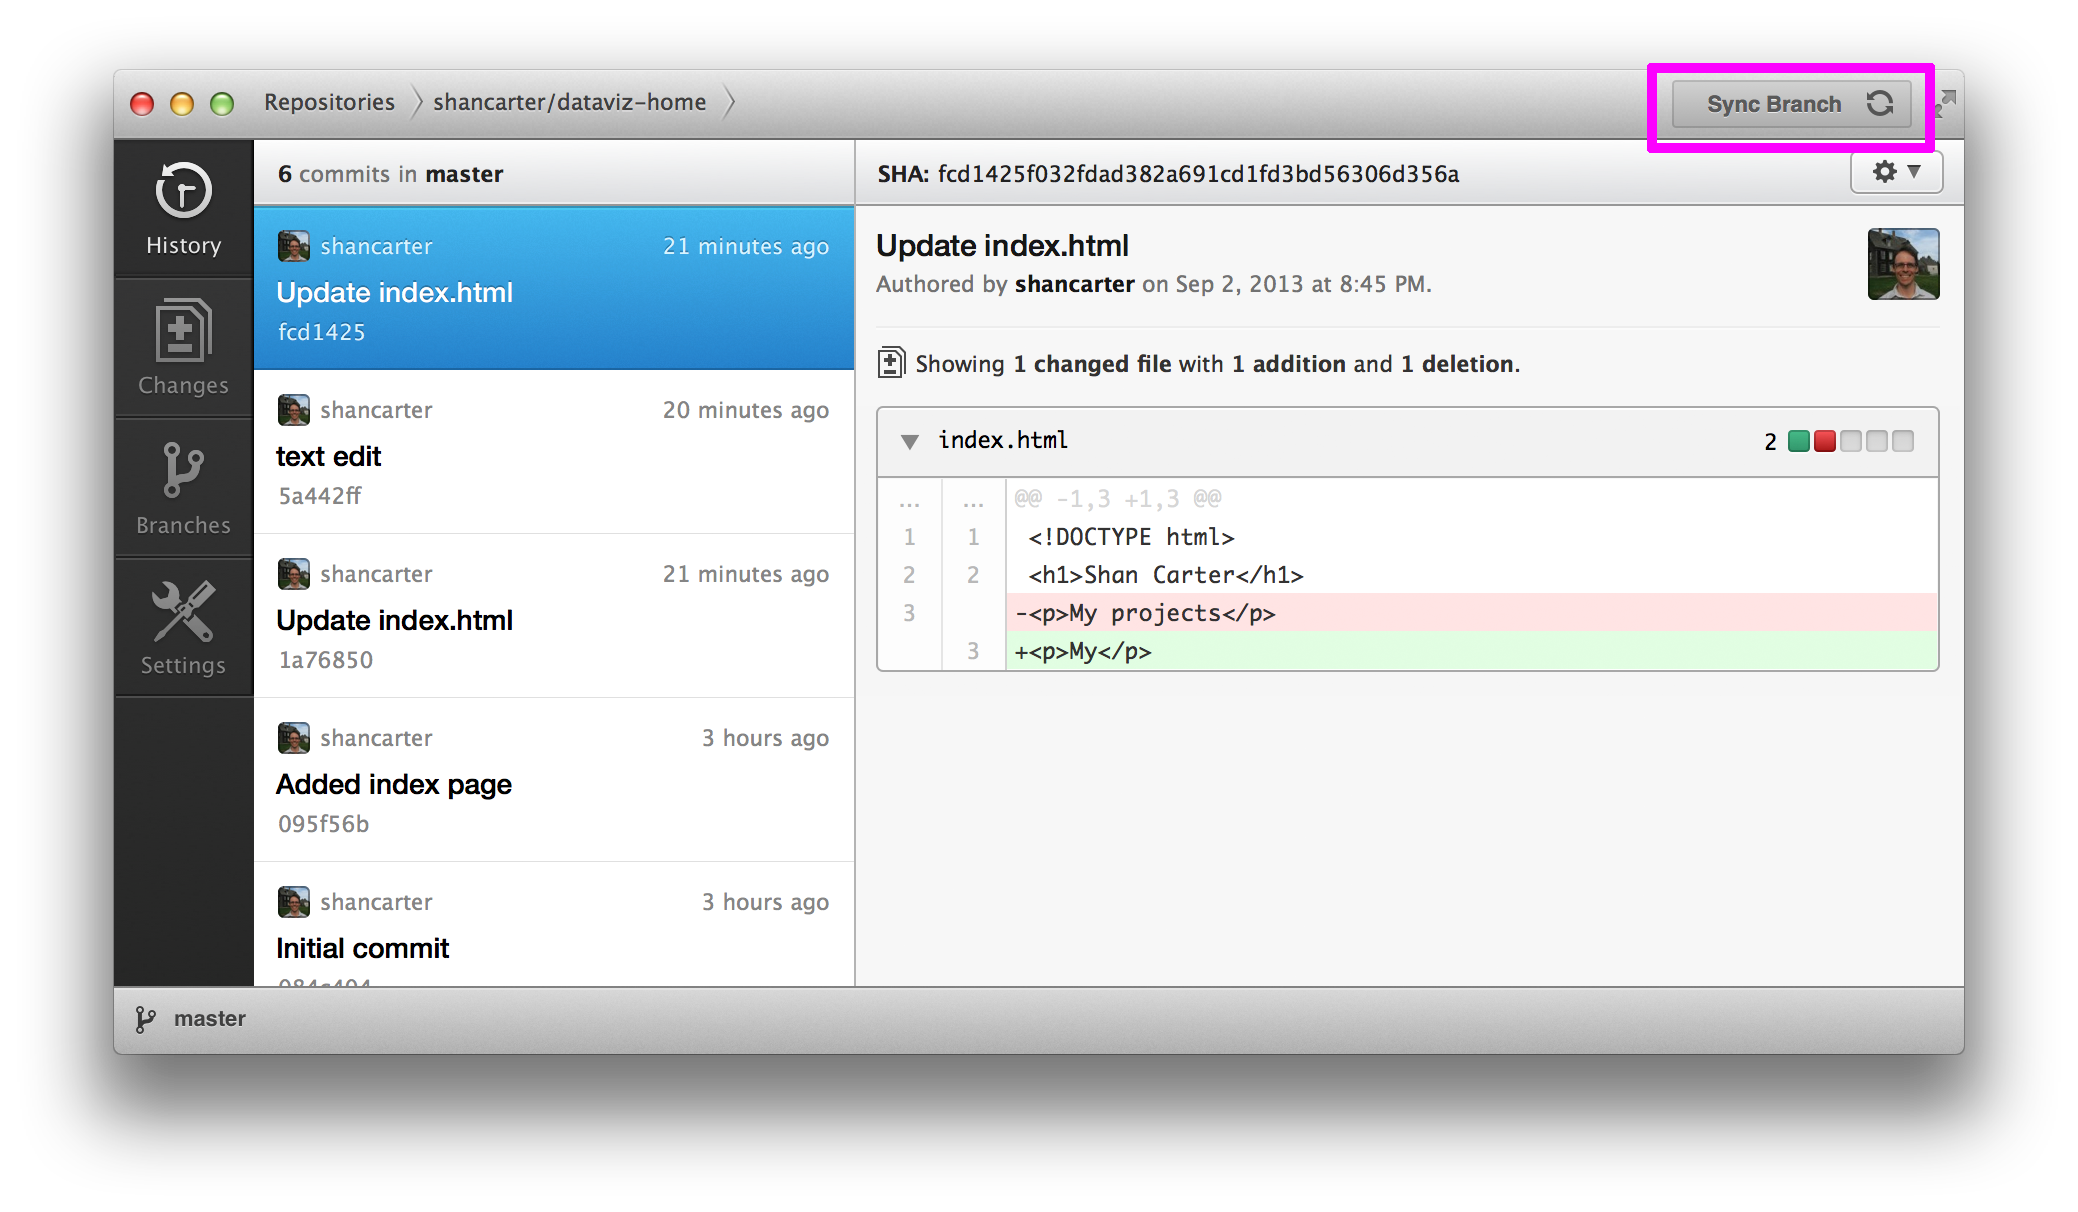 Repositories
shancarter/dataviz-home
Sync Branch
History
Changes
Branches
Settings
6 commits in master
shancarter 21 minutes ago
Update index.html
fcd1425
shancarter 20 minutes ago
text edit
5a442ff
shancarter 21 minutes ago
Update index.html
1a76850
shancarter 3 hours ago
Added index page
095f56b
shancarter 3 hours ago
Initial commit
SHA: fcd1425f032fdad382a691cd1fd3bd56306d356a
Update index.html
Authored by shancarter on Sep 2, 2013 at 8:45 PM.
Showing 1 changed file with 1 addition and 1 deletion.
index.html 2
... ... @@ -1,3 +1,3 @@
1 1 <!DOCTYPE html>
2 2 <h1>Shan Carter</h1>
3 -<p>My projects</p>
3 +<p>My</p>
master